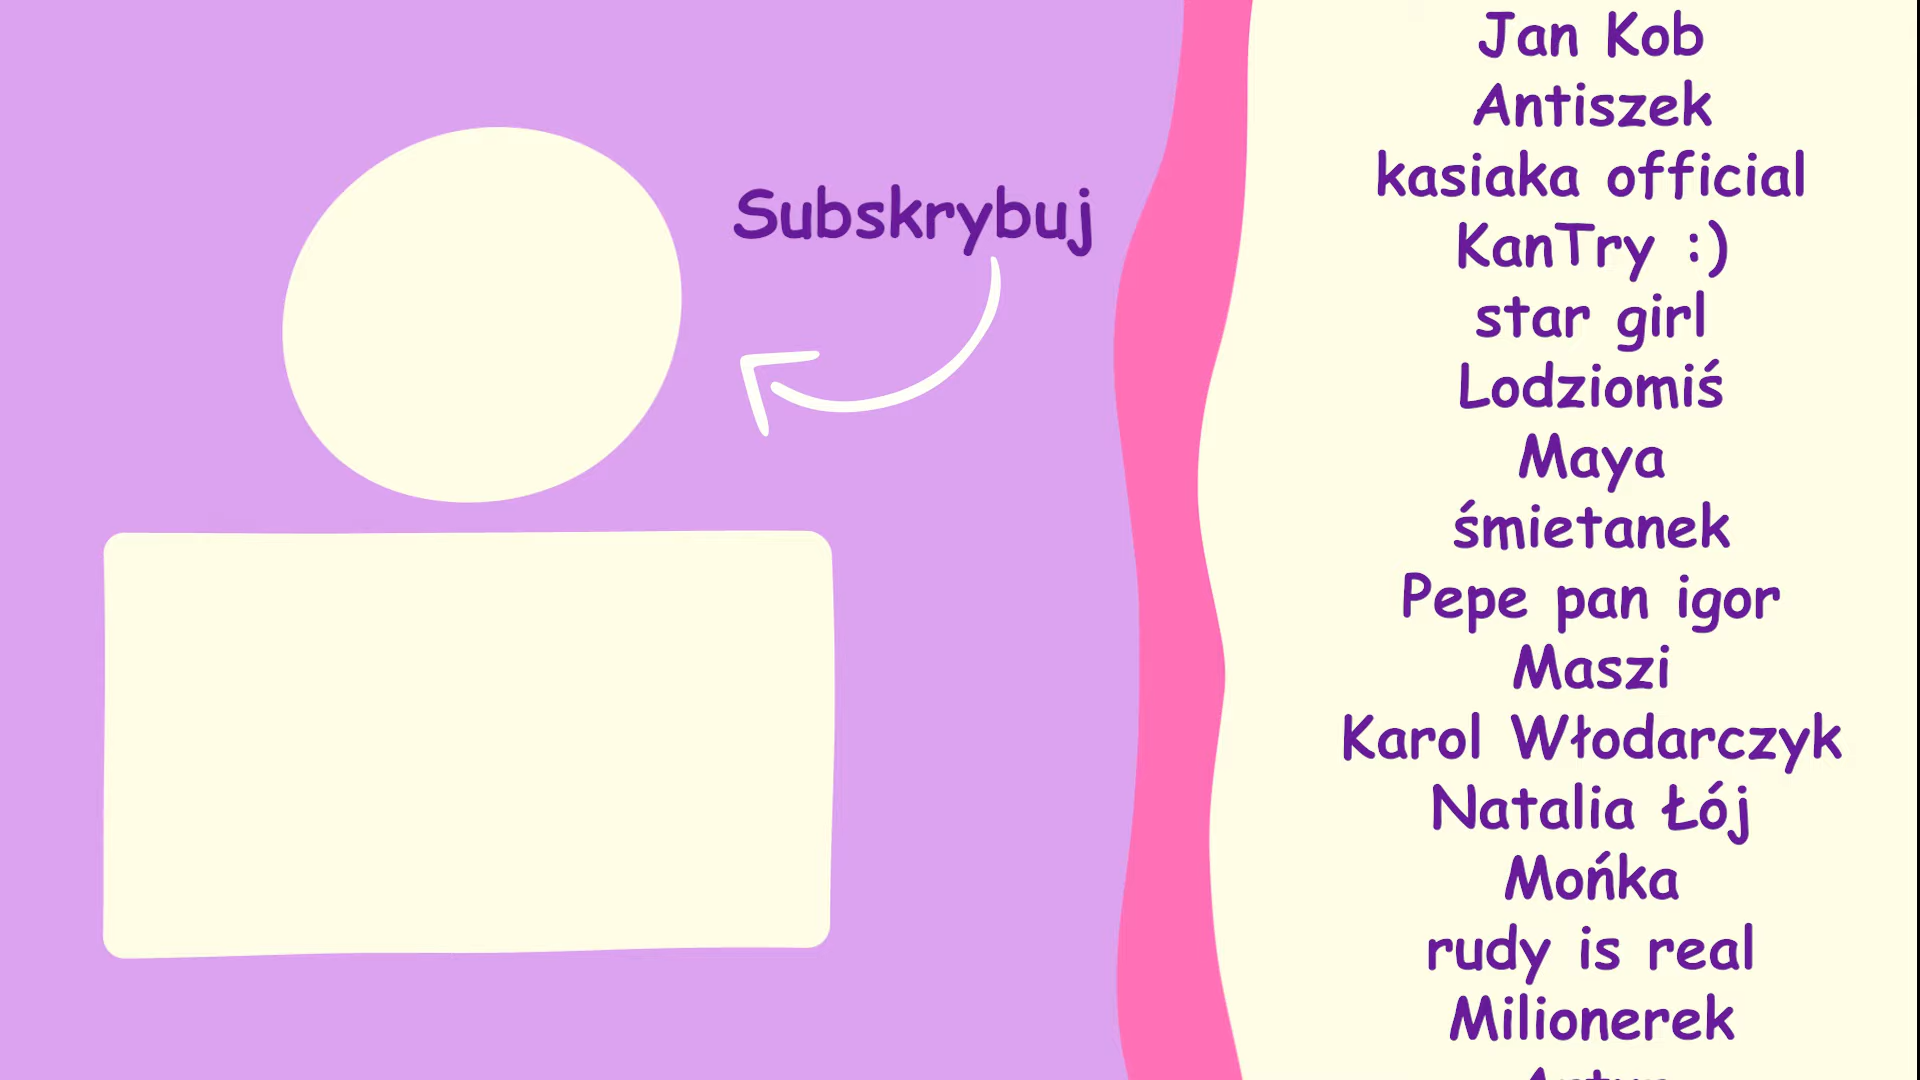 Subskrybuj
Jan Kob
Antiszek
kasiaka official
KanTry :)
star girl
Lodziomiś
Maya
śmietanek
Pepe pan igor
Maszi
Karol Włodarczyk
Natalia Łój
Mońka
rudy is real
Milionerek